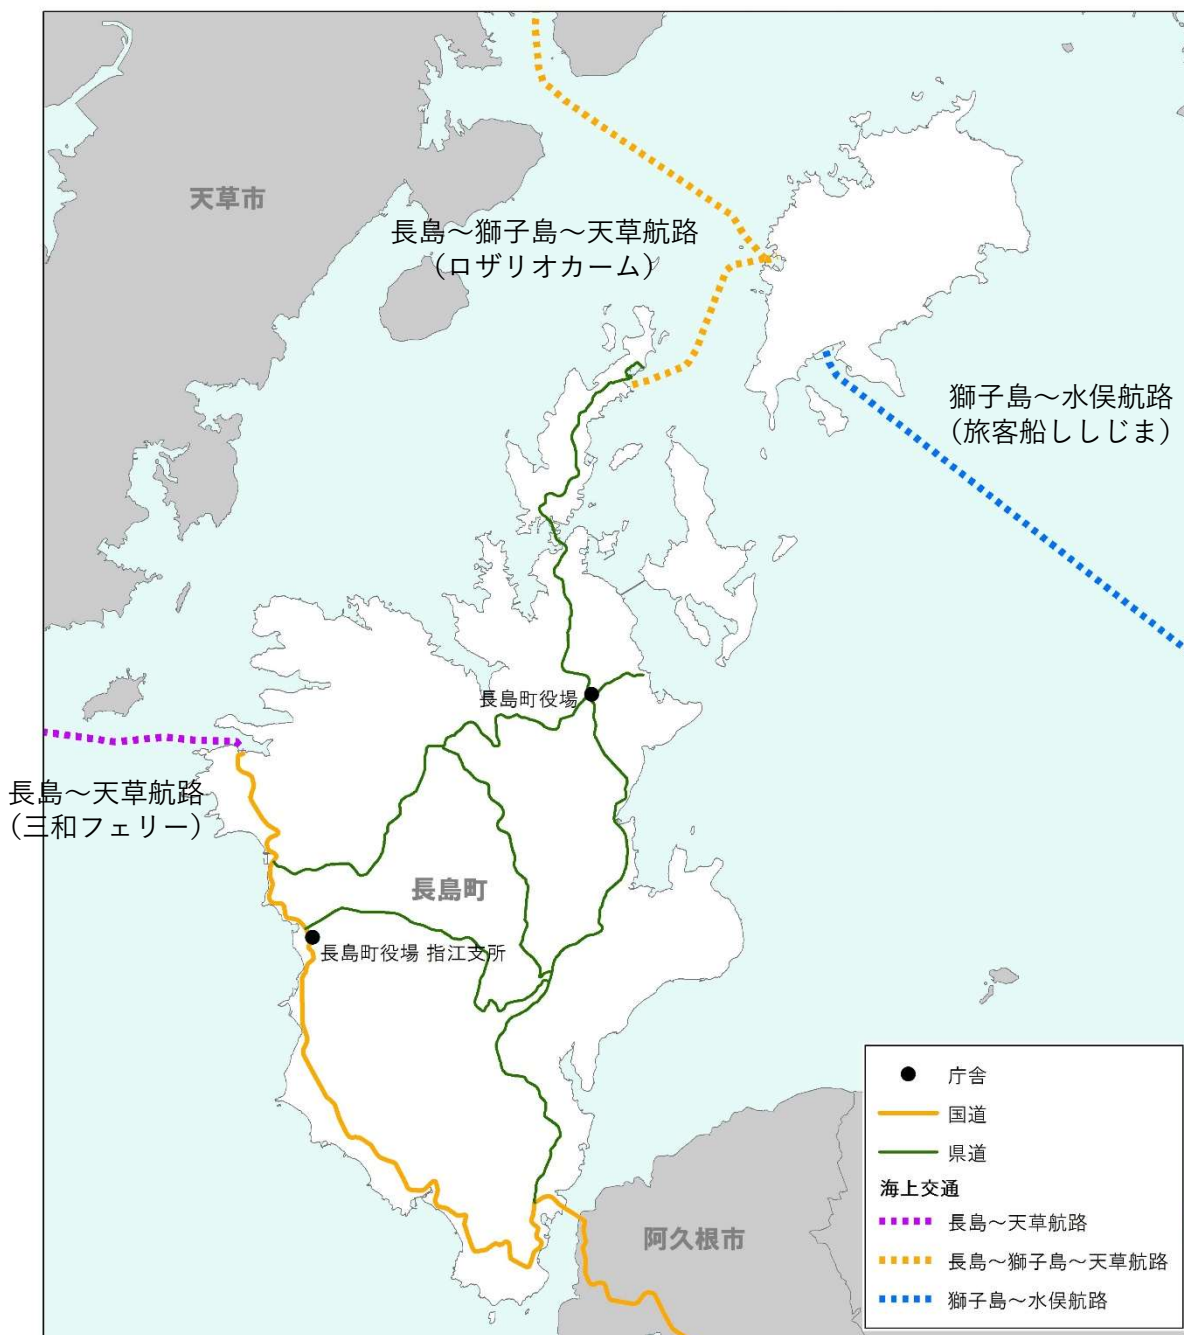 天草市
長島～獅子島～天草航路
（ロザリオカーム）
獅子島～水俣航路
（旅客船ししじま）
長島町役場
長島～天草航路
（三和フェリー）
長島町
長島町役場 指江支所
阿久根市
庁舎
国道
県道
海上交通
長島～天草航路
長島～獅子島～天草航路
獅子島～水俣航路